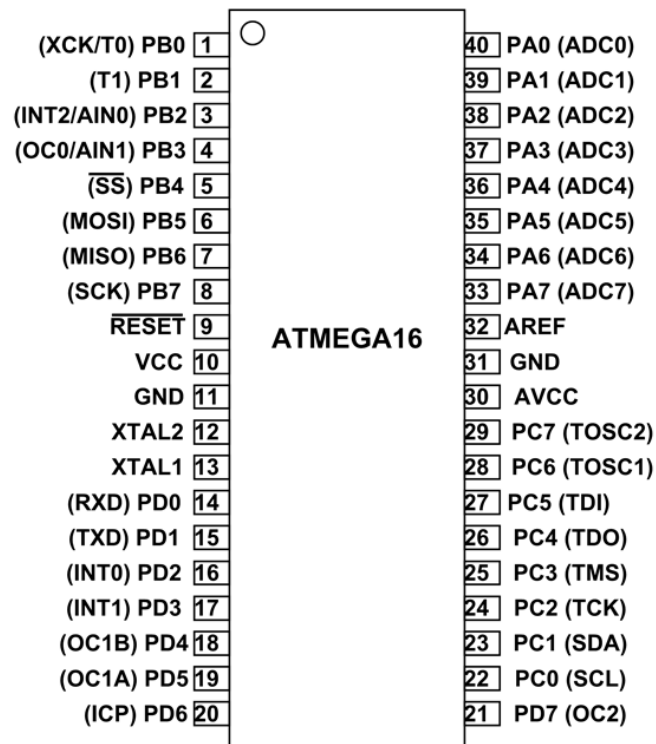 (XCK/T0) PB0 1 40 PA0 (ADC0)
(T1) PB1 2 39 PA1 (ADC1)
(INT2/AIN0) PB2 3 38 PA2 (ADC2)
(OC0/AIN1) PB3 4 37 PA3 (ADC3)
(S̅S̅) PB4 5 36 PA4 (ADC4)
(MOSI) PB5 6 35 PA5 (ADC5)
(MISO) PB6 7 34 PA6 (ADC6)
(SCK) PB7 8 33 PA7 (ADC7)
R̅E̅S̅E̅T̅ 9 32 AREF
ATMEGA16
VCC 10 31 GND
GND 11 30 AVCC
XTAL2 12 29 PC7 (TOSC2)
XTAL1 13 28 PC6 (TOSC1)
(RXD) PD0 14 27 PC5 (TDI)
(TXD) PD1 15 26 PC4 (TDO)
(INT0) PD2 16 25 PC3 (TMS)
(INT1) PD3 17 24 PC2 (TCK)
(OC1B) PD4 18 23 PC1 (SDA)
(OC1A) PD5 19 22 PC0 (SCL)
(ICP) PD6 20 21 PD7 (OC2)